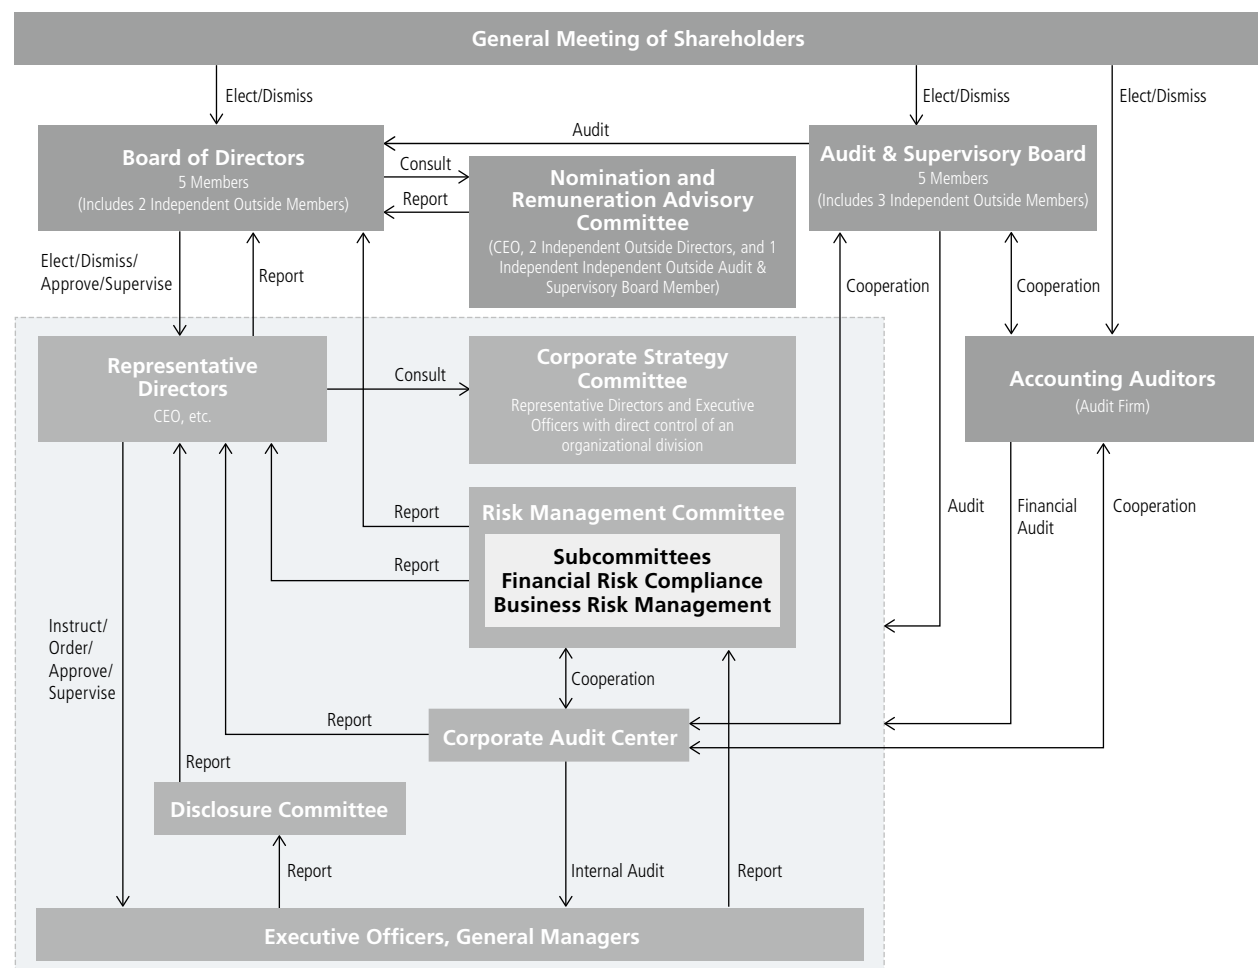 General Meeting of Shareholders
Elect/Dismiss
Elect/Dismiss
Elect/Dismiss
Audit
Board of Directors
5 Members
(Includes 2 Independent Outside Members)
Consult
Report
Nomination and
Remuneration Advisory
Committee
(CEO, 2 Independent Outside Directors, and 1
Independent Independent Outside Audit &
Supervisory Board Member)
Audit & Supervisory Board
5 Members
(Includes 3 Independent Outside Members)
Elect/Dismiss/
Approve/Supervise
Report
Cooperation
Cooperation
Representative
Directors
CEO, etc.
Consult
Corporate Strategy
Committee
Representative Directors and Executive
Officers with direct control of an
organizational division
Accounting Auditors
(Audit Firm)
Report
Report
Risk Management Committee
Subcommittees
Financial Risk Compliance
Business Risk Management
Audit
Financial
Audit
Cooperation
Instruct/
Order/
Approve/
Supervise
Cooperation
Report
Corporate Audit Center
Report
Disclosure Committee
Report
Internal Audit
Report
Executive Officers, General Managers